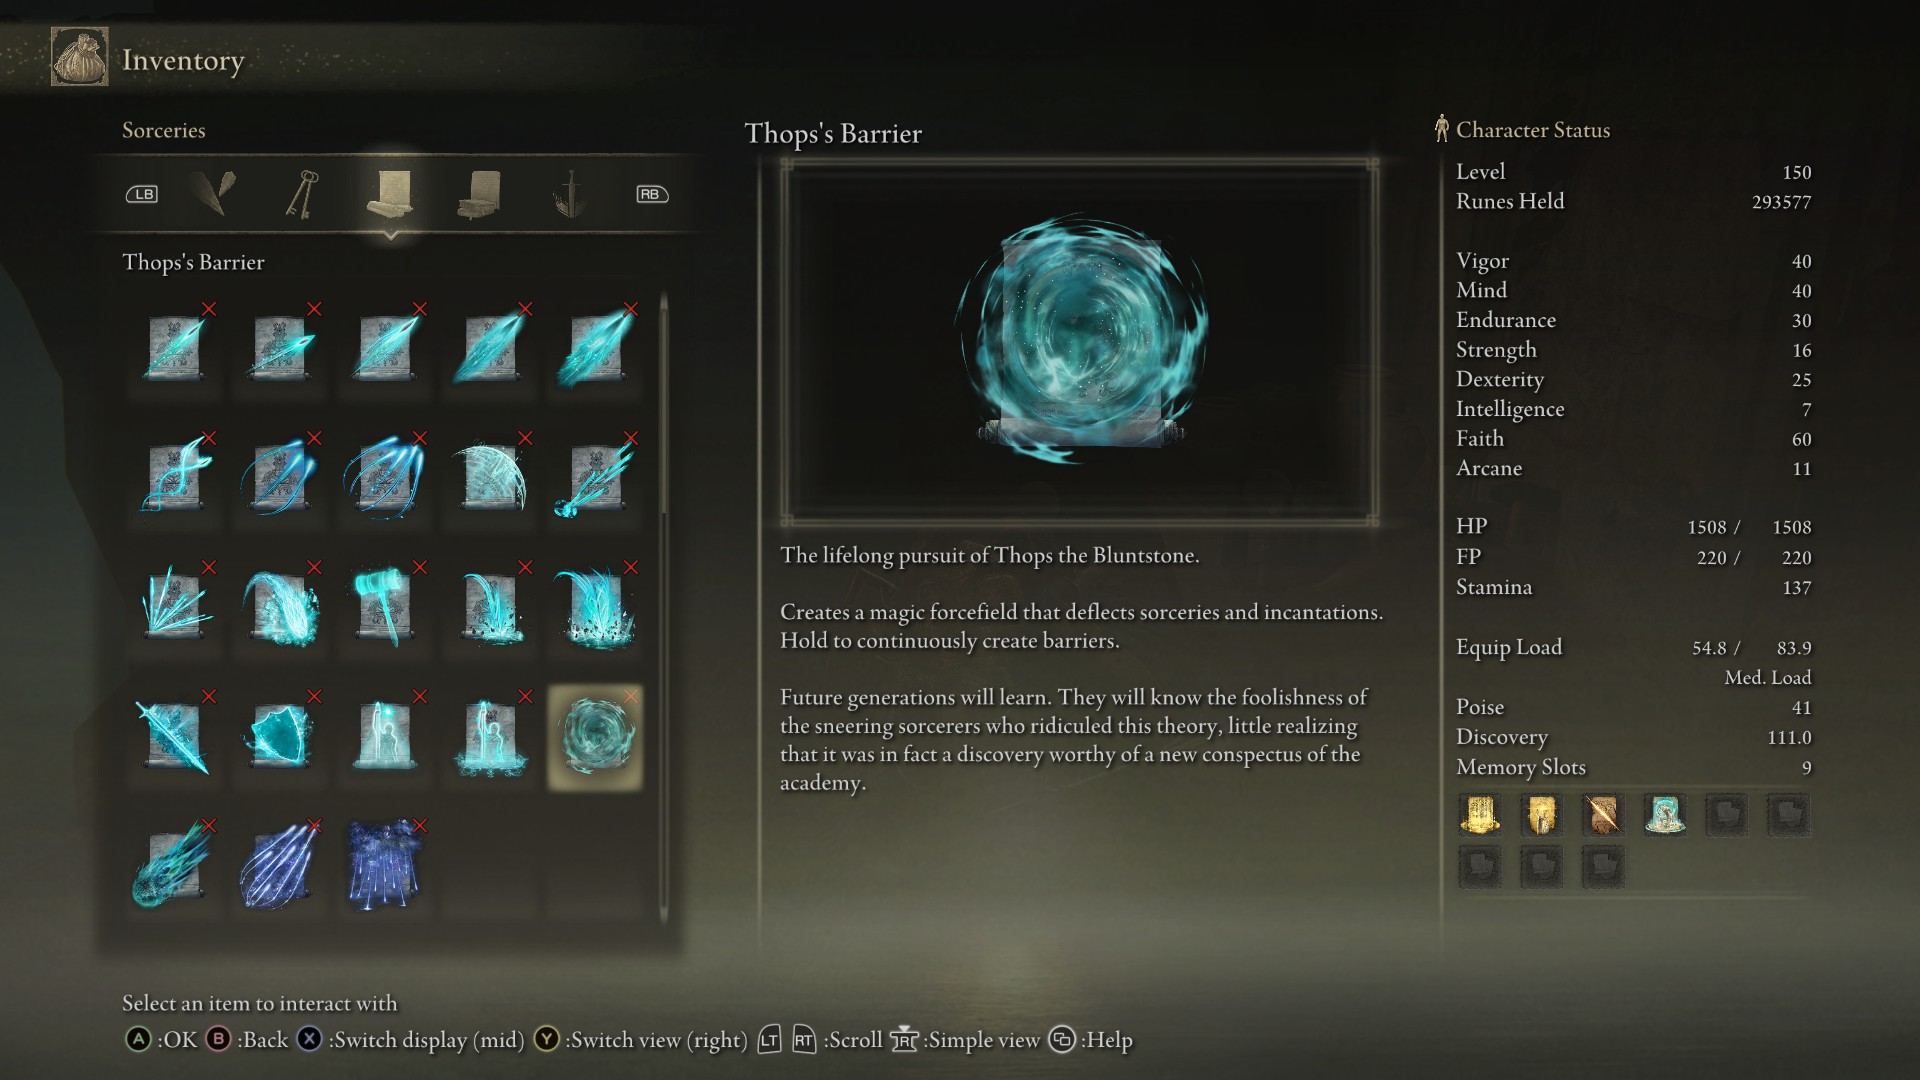 Inventory
Sorceries
LB
RB
Thops's Barrier
Thops's Barrier
The lifelong pursuit of Thops the Bluntstone.
Creates a magic forcefield that deflects sorceries and incantations.
Hold to continuously create barriers.
Future generations will learn. They will know the foolishness of
the sneering sorcerers who ridiculed this theory, little realizing
that it was in fact a discovery worthy of a new conspectus of the
academy.
Character Status
Level 150
Runes Held 293577
Vigor 40
Mind 40
Endurance 30
Strength 16
Dexterity 25
Intelligence 7
Faith 60
Arcane 11
HP 1508 / 1508
FP 220 / 220
Stamina 137
Equip Load 54.8 / 83.9
Med. Load
Poise 41
Discovery 111.0
Memory Slots 9
Select an item to interact with
A :OK B :Back X :Switch display (mid) Y :Switch view (right) LT RT :Scroll R :Simple view :Help